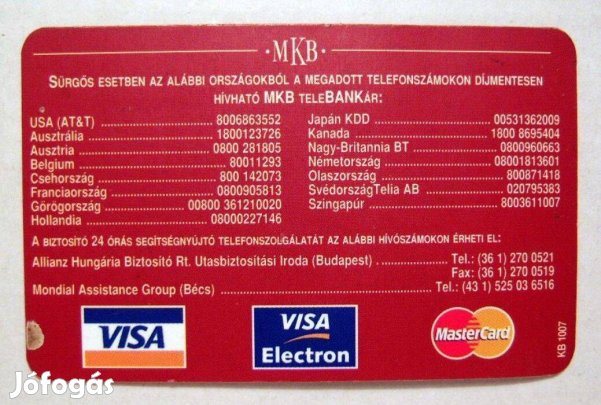 · MKB ·
SÜRGŐS ESETBEN AZ ALÁBBI ORSZÁGOKBÓL A MEGADOTT TELEFONSZÁMOKON DÍJMENTESEN
HÍVHATÓ MKB TELEBANKÁR:
USA (AT&T) 8006863552
Ausztrália 1800123726
Ausztria 0800 281805
Belgium 80011293
Csehország 800 142073
Franciaország 0800905813
Görögország 00800 361210020
Hollandia 08000227146
Japán KDD 00531362009
Kanada 1800 8695404
Nagy-Britannia BT 0800960663
Németország 08001813601
Olaszország 800871418
SvédországTelia AB 020795383
Szingapúr 8003611007
A BIZTOSÍTÓ 24 ÓRÁS SEGÍTSÉGNYÚJTÓ TELEFONSZOLGÁLATÁT AZ ALÁBBI HÍVÓSZÁMOKON ÉRHETI EL:
Allianz Hungária Biztosító Rt. Utasbiztosítási Iroda (Budapest) . Tel.: (36 1) 270 0521
Fax: (36 1) 270 0519
Mondial Assistance Group (Bécs) Tel.: (43 1) 525 03 6516
VISA
VISA
Electron
MasterCard
KB 1007
Jófogás